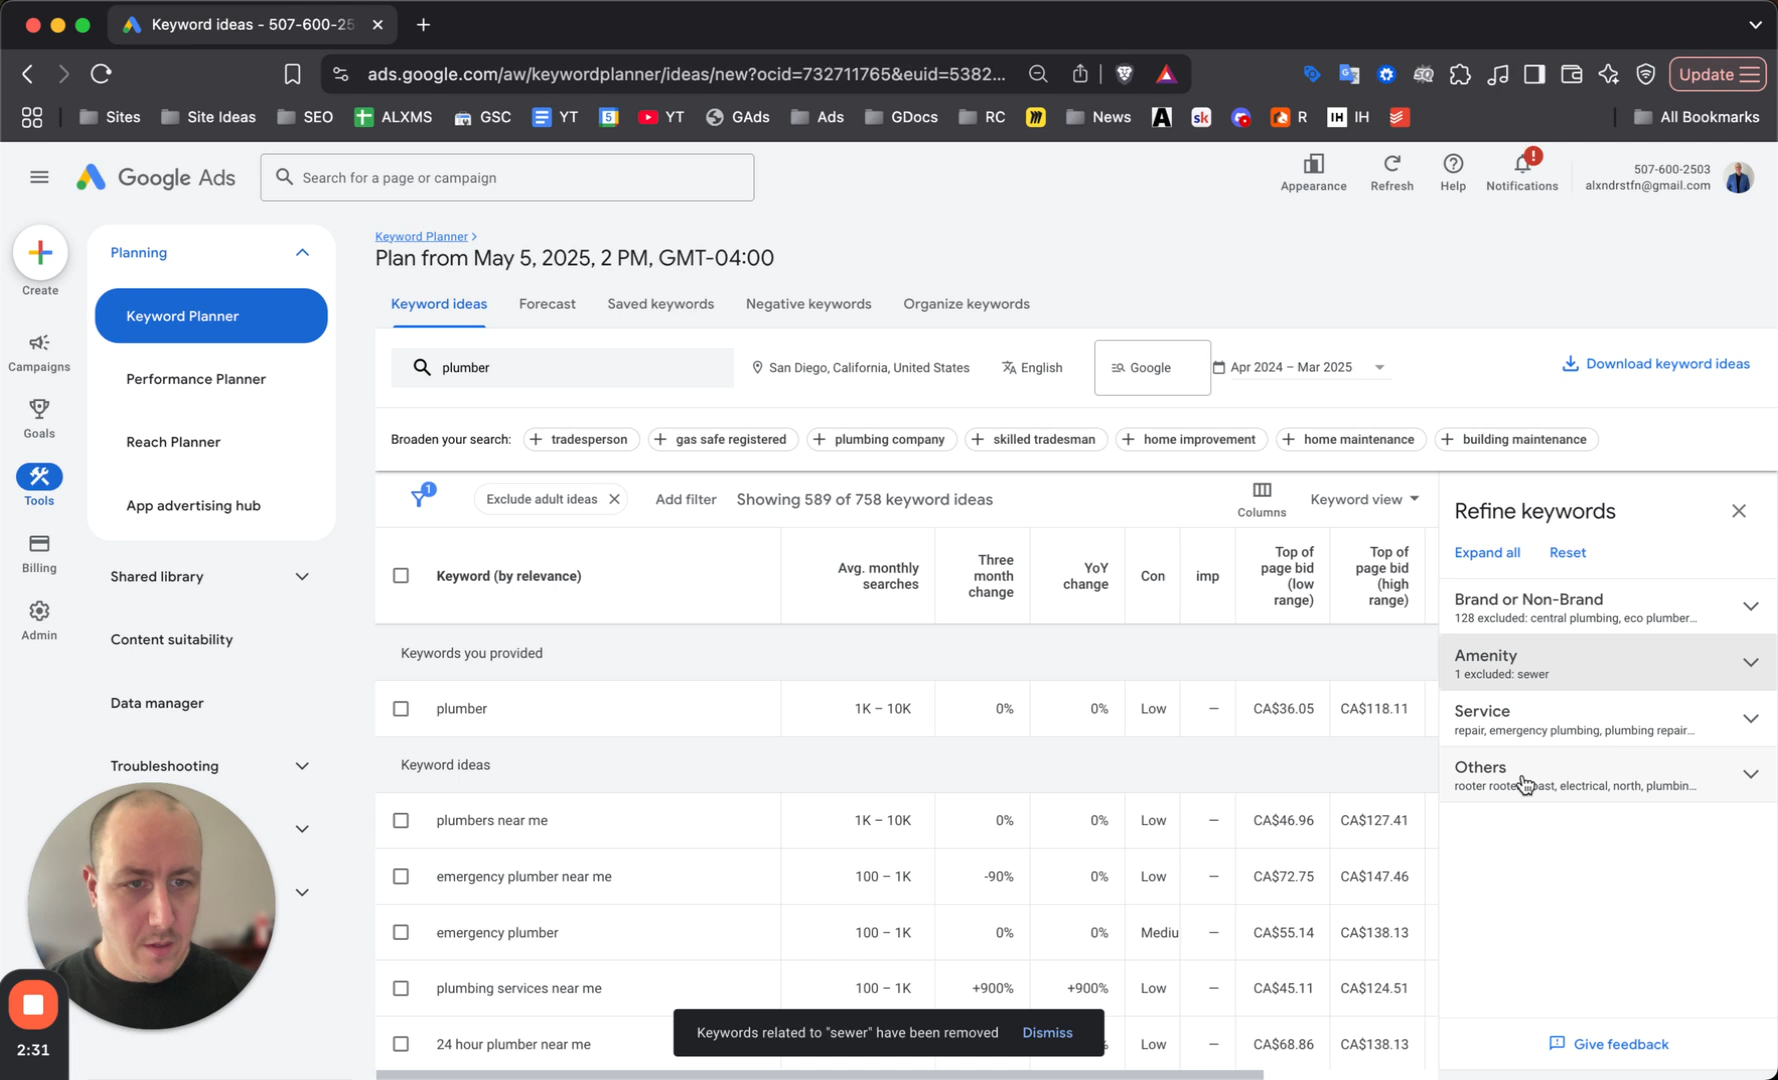 Keyword ideas - 507-600-25
ads.google.com/aw/keywordplanner/ideas/new?ocid=732711765&euid=5382...
Update
Sites
Site Ideas
SEO
ALXMS
GSC
YT
5
YT
GAds
Ads
GDocs
RC
News
A
sk
R
IH
IH
All Bookmarks
Google Ads
Search for a page or campaign
Appearance
Refresh
Help
Notifications
507-600-2503
alxndrstfn@gmail.com
Create
Campaigns
Goals
Tools
Billing
Admin
Planning
Keyword Planner
Performance Planner
Reach Planner
App advertising hub
Shared library
Content suitability
Data manager
Troubleshooting
2:31
Keyword Planner >
Plan from May 5, 2025, 2 PM, GMT-04:00
Keyword ideas Forecast Saved keywords Negative keywords Organize keywords
plumber
San Diego, California, United States
English
Google
Apr 2024 – Mar 2025
Download keyword ideas
Broaden your search: + tradesperson + gas safe registered + plumbing company + skilled tradesman + home improvement + home maintenance + building maintenance
1
Exclude adult ideas
Add filter
Showing 589 of 758 keyword ideas
Columns
Keyword view
Keyword (by relevance)
Avg. monthly searches
Three month change
YoY change
Con
imp
Top of page bid (low range)
Top of page bid (high range)
Keywords you provided
plumber 1K – 10K 0% 0% Low — CA$36.05 CA$118.11
Keyword ideas
plumbers near me 1K – 10K 0% 0% Low — CA$46.96 CA$127.41
emergency plumber near me 100 – 1K -90% 0% Low — CA$72.75 CA$147.46
emergency plumber 100 – 1K 0% 0% Mediu — CA$55.14 CA$138.13
plumbing services near me 100 – 1K +900% +900% Low — CA$45.11 CA$124.51
24 hour plumber near me Low — CA$68.86 CA$138.13
Keywords related to "sewer" have been removed Dismiss
Refine keywords
Expand all Reset
Brand or Non-Brand
128 excluded: central plumbing, eco plumber...
Amenity
1 excluded: sewer
Service
repair, emergency plumbing, plumbing repair...
Others
rooter roote ast, electrical, north, plumbin...
Give feedback